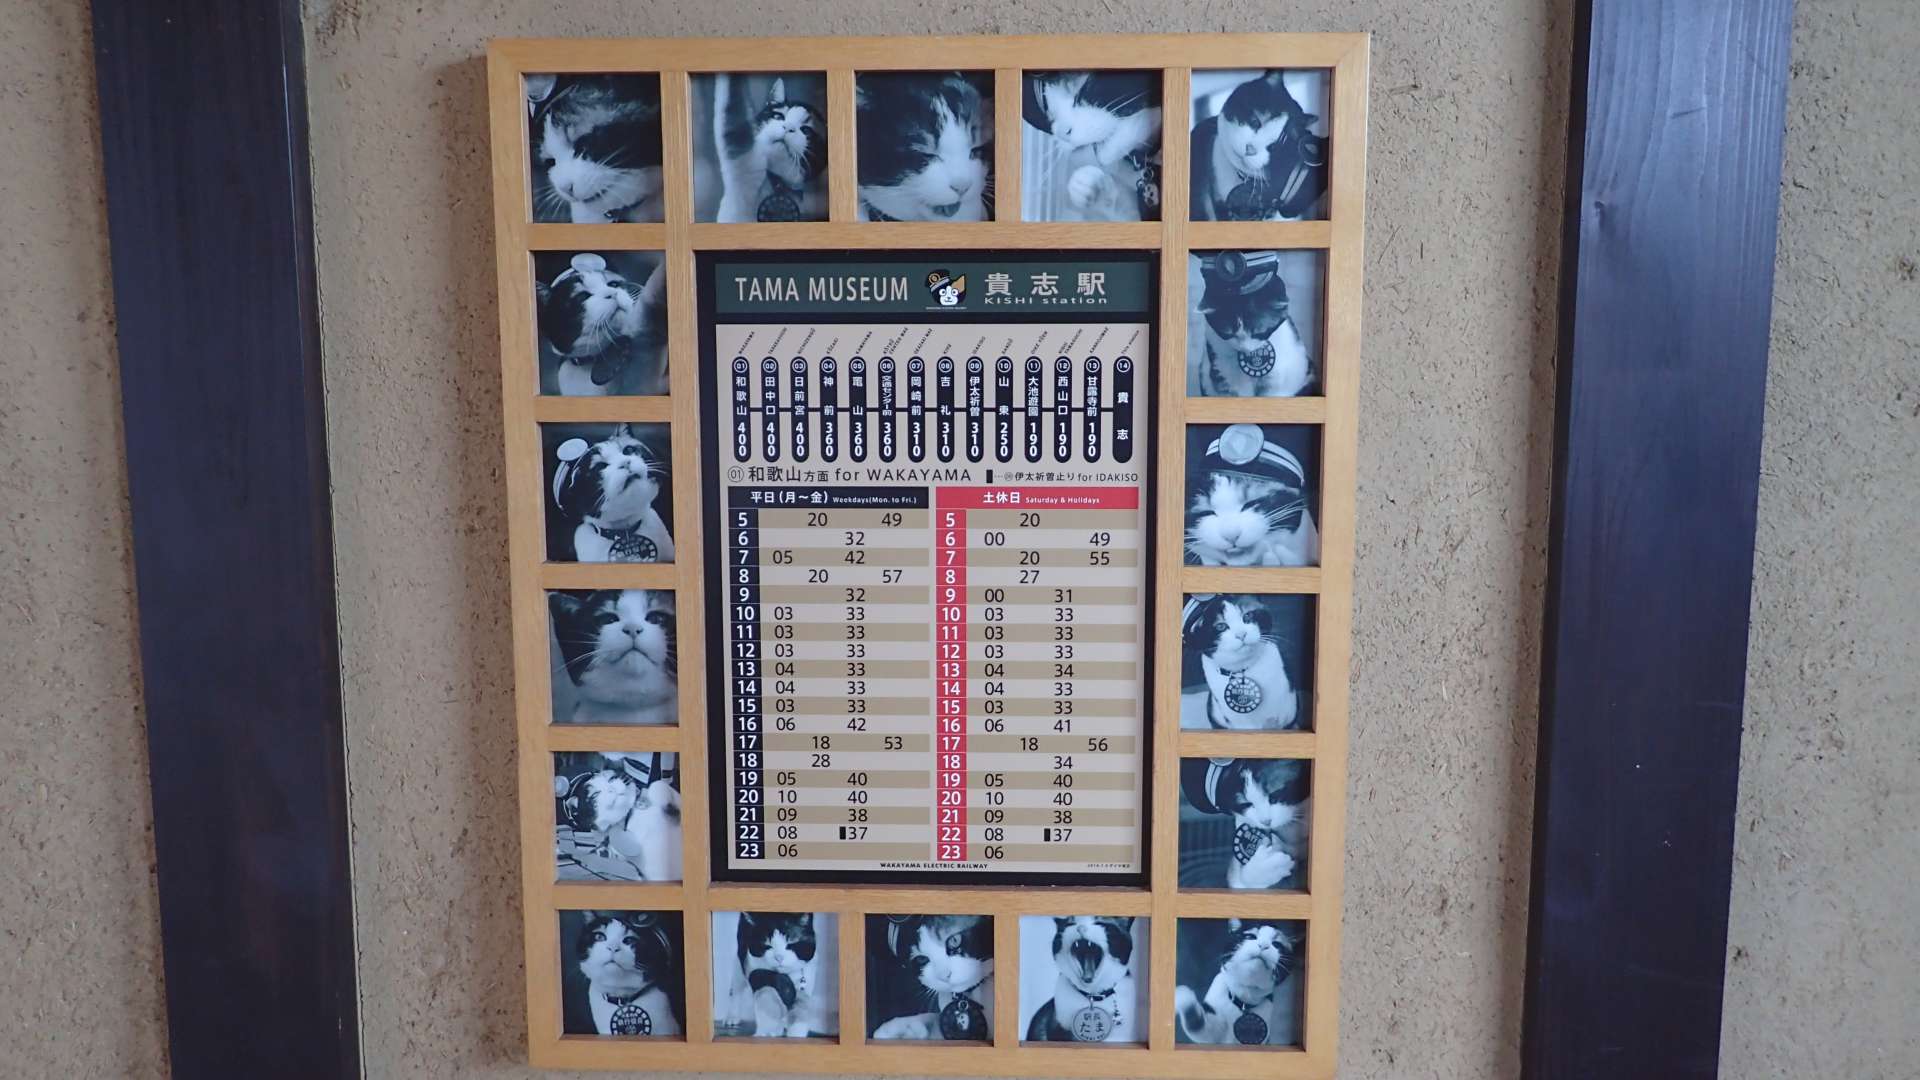 TAMA MUSEUM 貴志駅
KISHI station
01 02 03 04 05 06 07 08 09 10 11 12 13 14
和歌山 400
田中口 400
日前宮 400
神前 360
竈山 360
交通センター前 360
岡崎前 310
吉礼 310
伊太祈曽 310
山東 250
大池遊園 190
西山口 190
甘露寺前 190
貴志
01 和歌山方面 for WAKAYAMA ▮…09伊太祈曽止り for IDAKISO
平日(月〜金) Weekdays(Mon. to Fri.) 土休日 Saturday & Holidays
5 20 49 5 20
6 32 6 00 49
7 05 42 7 20 55
8 20 57 8 27
9 32 9 00 31
10 03 33 10 03 33
11 03 33 11 03 33
12 03 33 12 03 33
13 04 33 13 04 34
14 04 33 14 04 33
15 03 33 15 03 33
16 06 42 16 06 41
17 18 53 17 18 56
18 28 18 34
19 05 40 19 05 40
20 10 40 20 10 40
21 09 38 21 09 38
22 08 ▮37 22 08 ▮37
23 06 23 06
WAKAYAMA ELECTRIC RAILWAY
駅長
たま